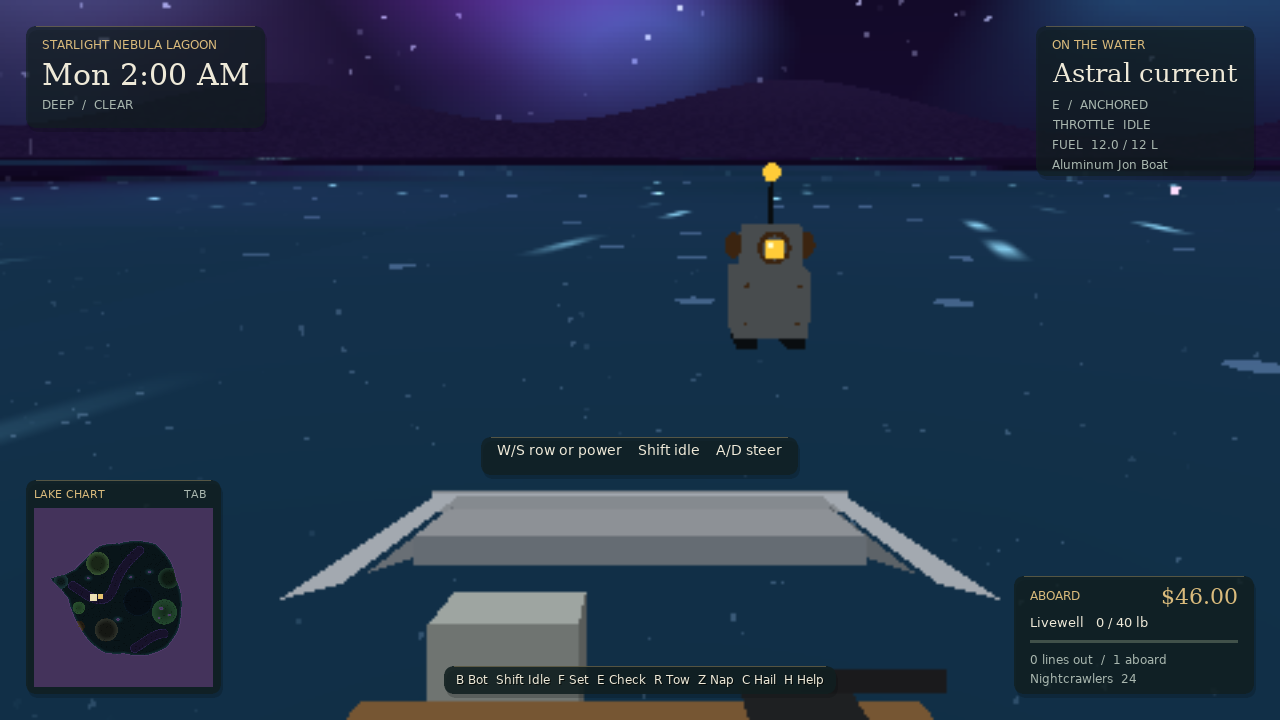 STARLIGHT NEBULA LAGOON
Mon 2:00 AM
DEEP / CLEAR
ON THE WATER
Astral current
E / ANCHORED
THROTTLE IDLE
FUEL 12.0 / 12 L
Aluminum Jon Boat
W/S row or power Shift idle A/D steer
LAKE CHART TAB
ABOARD $46.00
Livewell 0 / 40 lb
0 lines out / 1 aboard
Nightcrawlers 24
B Bot Shift Idle F Set E Check R Tow Z Nap C Hail H Help